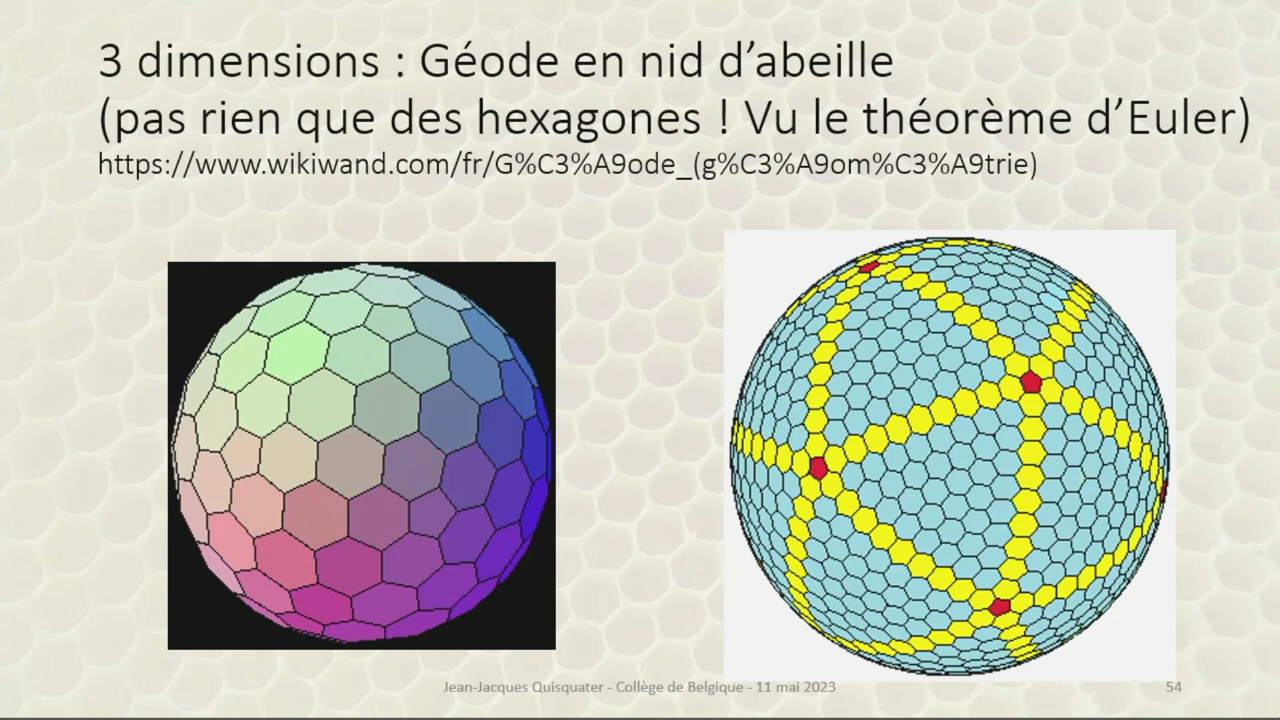 3 dimensions : Géode en nid d’abeille
(pas rien que des hexagones ! Vu le théorème d’Euler)
https://www.wikiwand.com/fr/G%C3%A9ode_(g%C3%A9om%C3%A9trie)
Jean-Jacques Quisquater - Collège de Belgique - 11 mai 2023
54